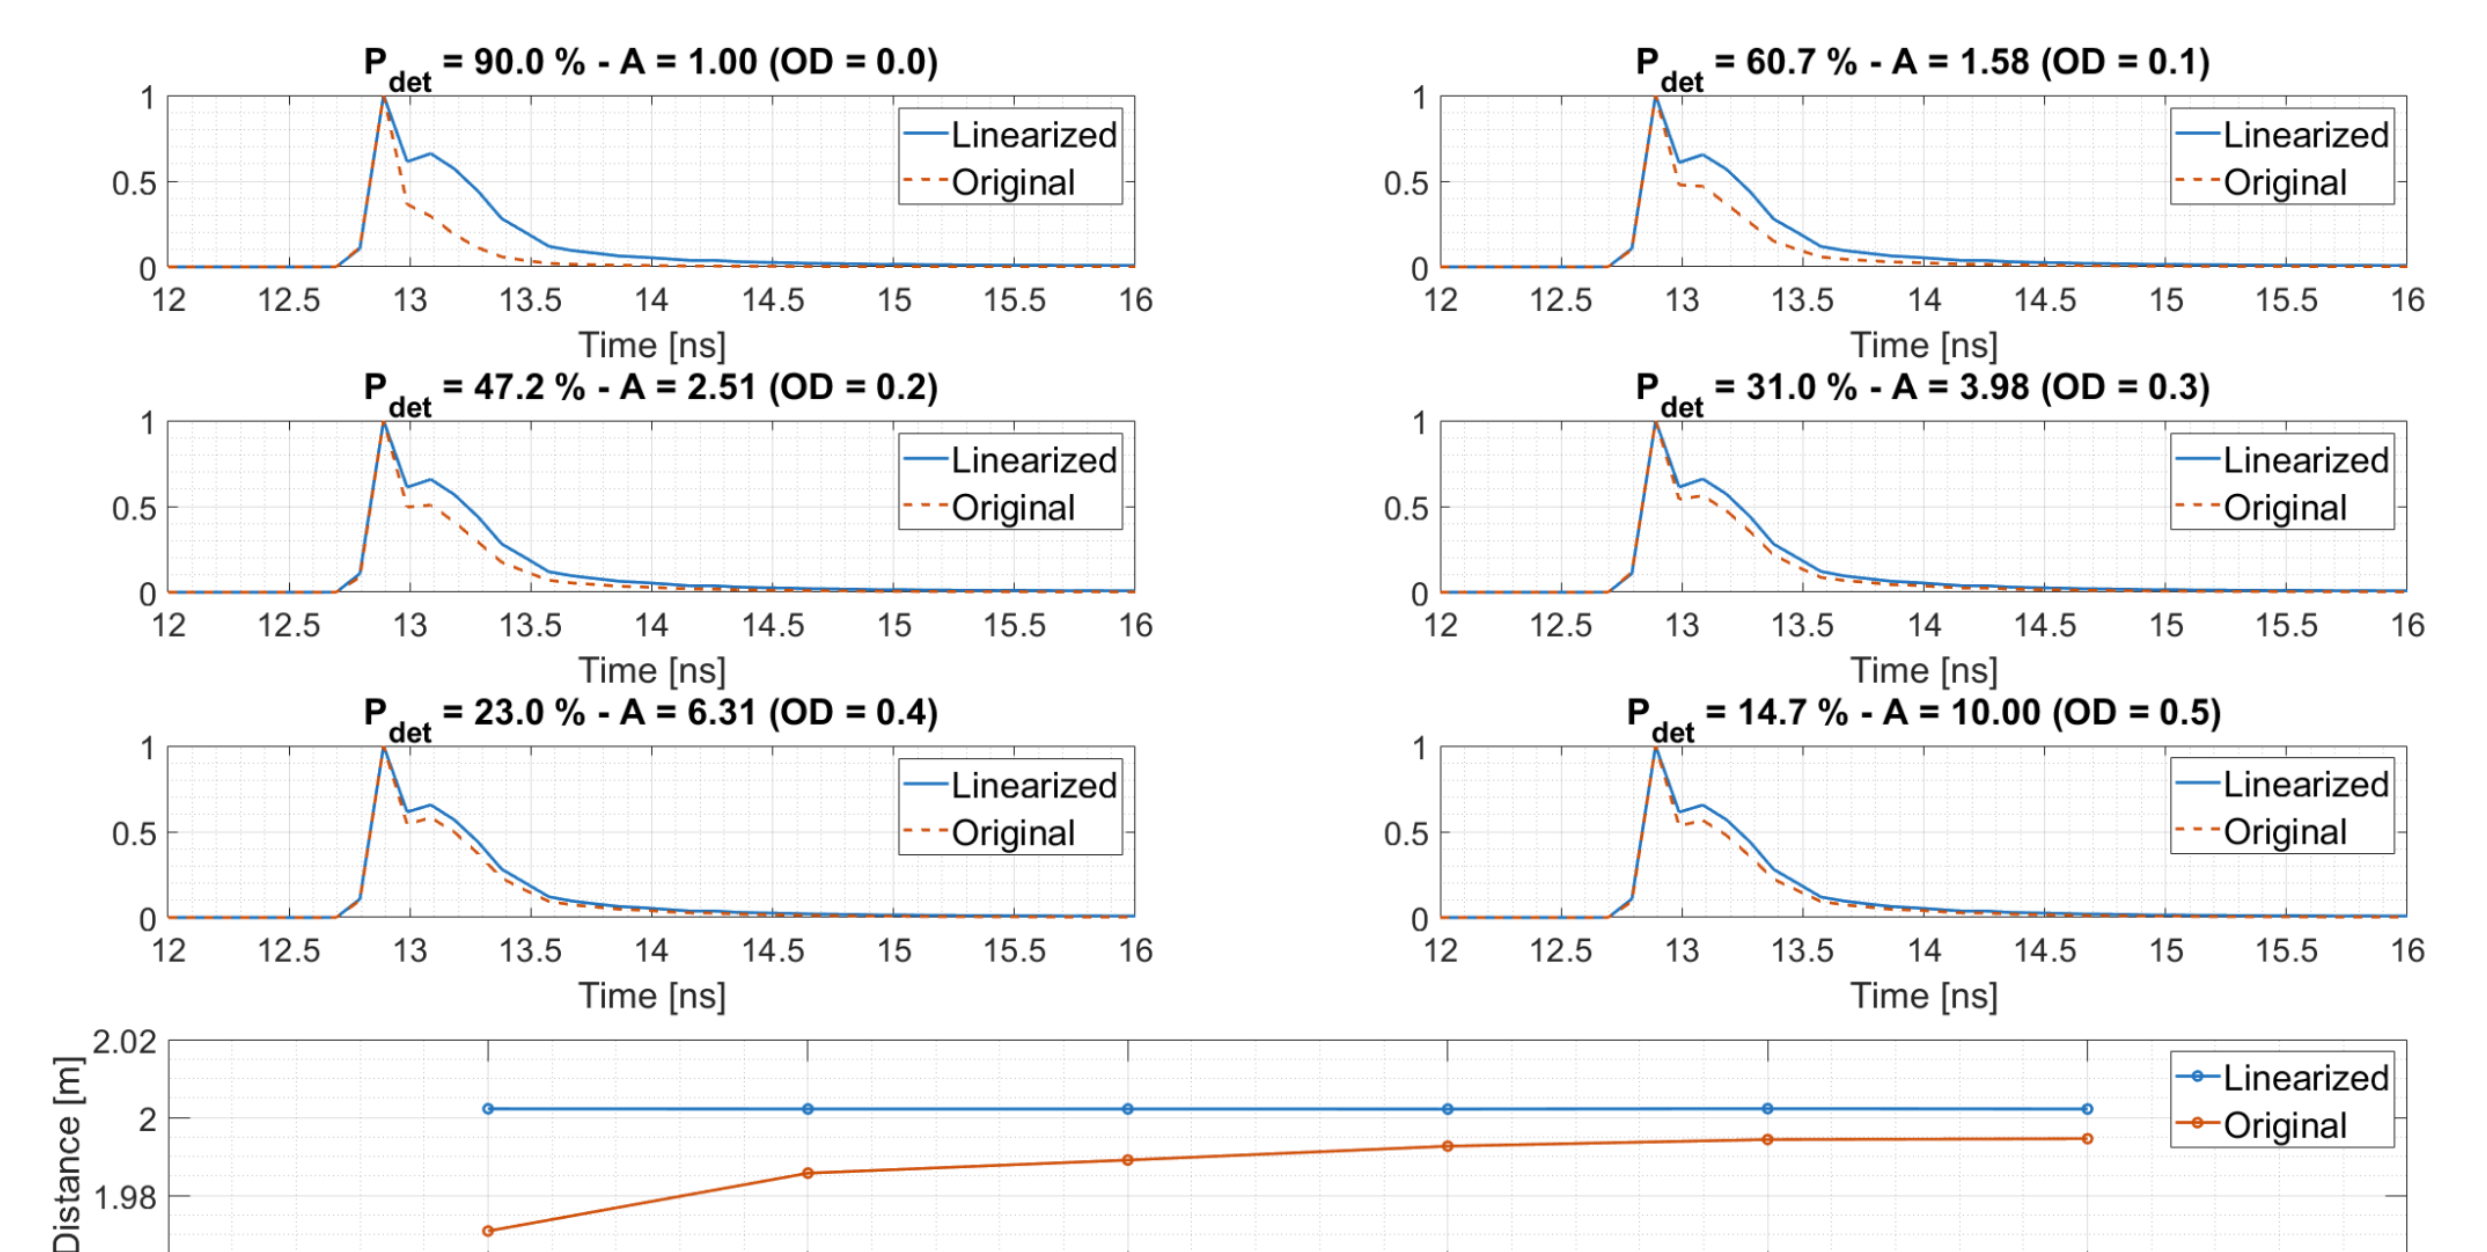 P_det = 90.0 % - A = 1.00 (OD = 0.0)
1
0.5
0
Linearized
Original
12 12.5 13 13.5 14 14.5 15 15.5 16
Time [ns]
P_det = 60.7 % - A = 1.58 (OD = 0.1)
1
0.5
0
Linearized
Original
12 12.5 13 13.5 14 14.5 15 15.5 16
Time [ns]
P_det = 47.2 % - A = 2.51 (OD = 0.2)
1
0.5
0
Linearized
Original
12 12.5 13 13.5 14 14.5 15 15.5 16
Time [ns]
P_det = 31.0 % - A = 3.98 (OD = 0.3)
1
0.5
0
Linearized
Original
12 12.5 13 13.5 14 14.5 15 15.5 16
Time [ns]
P_det = 23.0 % - A = 6.31 (OD = 0.4)
1
0.5
0
Linearized
Original
12 12.5 13 13.5 14 14.5 15 15.5 16
Time [ns]
P_det = 14.7 % - A = 10.00 (OD = 0.5)
1
0.5
0
Linearized
Original
12 12.5 13 13.5 14 14.5 15 15.5 16
Time [ns]
Distance [m]
2.02
2
1.98
Linearized
Original